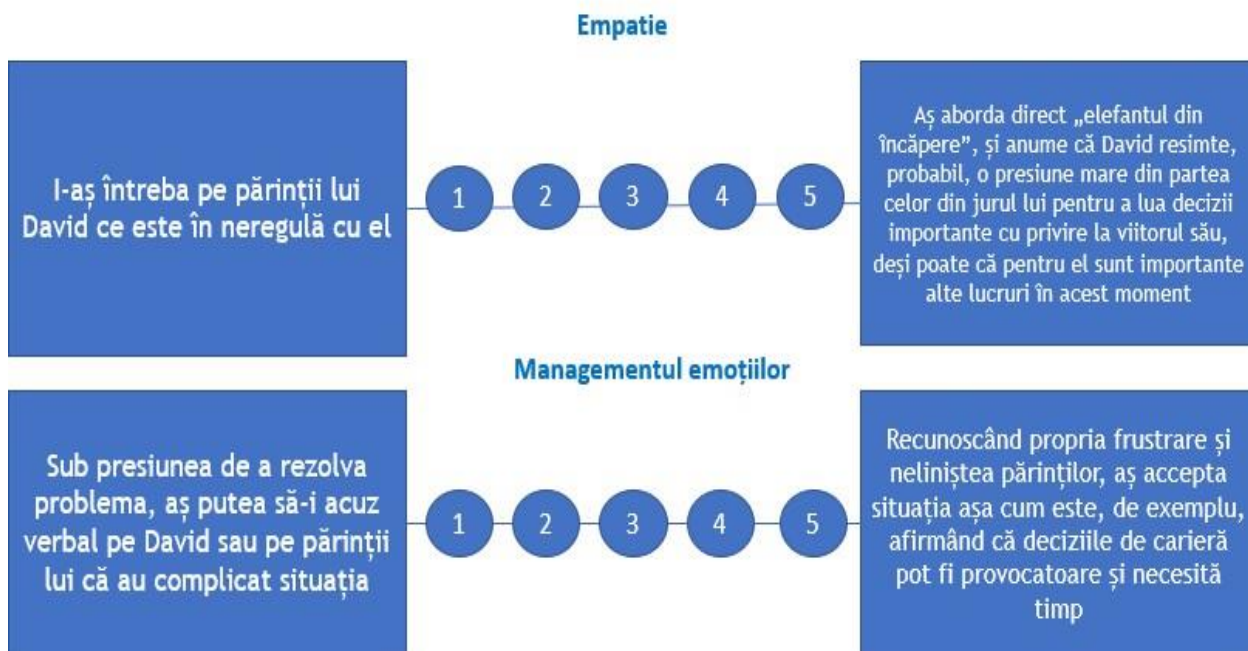 Empatie
I-aș întreba pe părinții lui
David ce este în neregulă cu el
1 2 3 4 5
Aș aborda direct „elefantul din
încăpere”, și anume că David resimte,
probabil, o presiune mare din partea
celor din jurul lui pentru a lua decizii
importante cu privire la viitorul său,
deși poate că pentru el sunt importante
alte lucruri în acest moment
Managementul emoțiilor
Sub presiunea de a rezolva
problema, aș putea să-i acuz
verbal pe David sau pe părinții
lui că au complicat situația
1 2 3 4 5
Recunoscând propria frustrare și
neliniștea părinților, aș accepta
situația așa cum este, de exemplu,
afirmând că deciziile de carieră
pot fi provocatoare și necesită
timp